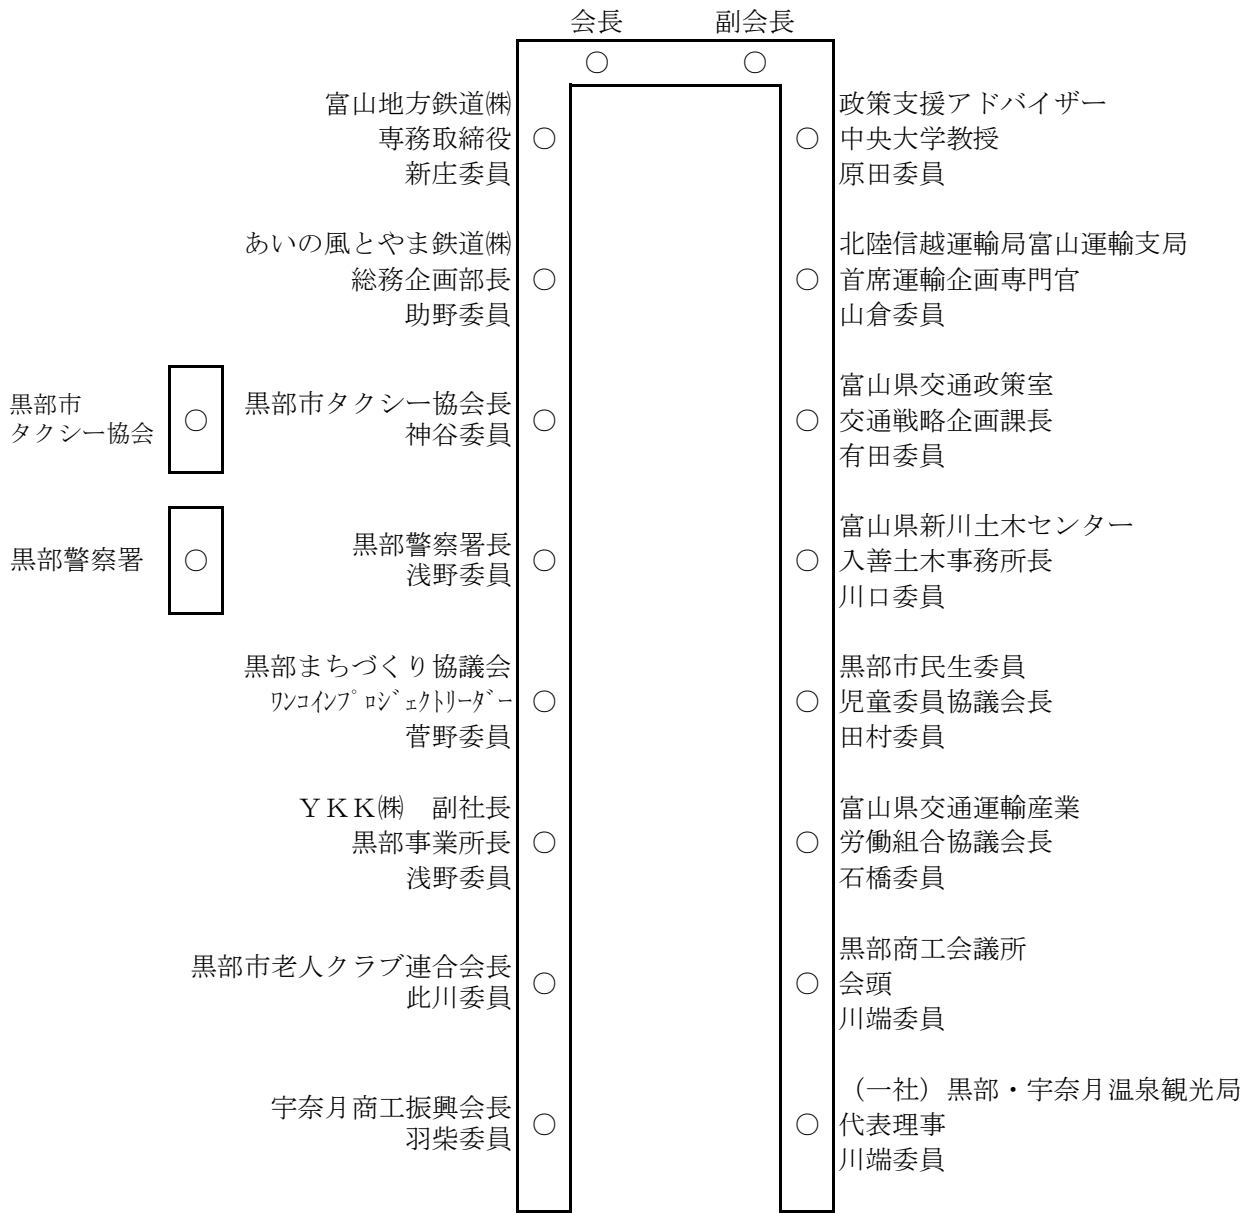 会長
副会長
富山地方鉄道㈱
専務取締役
新庄委員
あいの風とやま鉄道㈱
総務企画部長
助野委員
黒部市
タクシー協会
黒部市タクシー協会長
神谷委員
黒部警察署
黒部警察署長
浅野委員
黒部まちづくり協議会
ﾜﾝｺｲﾝﾌﾟﾛｼﾞｪｸﾄﾘｰﾀﾞｰ
菅野委員
ＹＫＫ㈱　副社長
黒部事業所長
浅野委員
黒部市老人クラブ連合会長
此川委員
宇奈月商工振興会長
羽柴委員
政策支援アドバイザー
中央大学教授
原田委員
北陸信越運輸局富山運輸支局
首席運輸企画専門官
山倉委員
富山県交通政策室
交通戦略企画課長
有田委員
富山県新川土木センター
入善土木事務所長
川口委員
黒部市民生委員
児童委員協議会長
田村委員
富山県交通運輸産業
労働組合協議会長
石橋委員
黒部商工会議所
会頭
川端委員
（一社）黒部・宇奈月温泉観光局
代表理事
川端委員